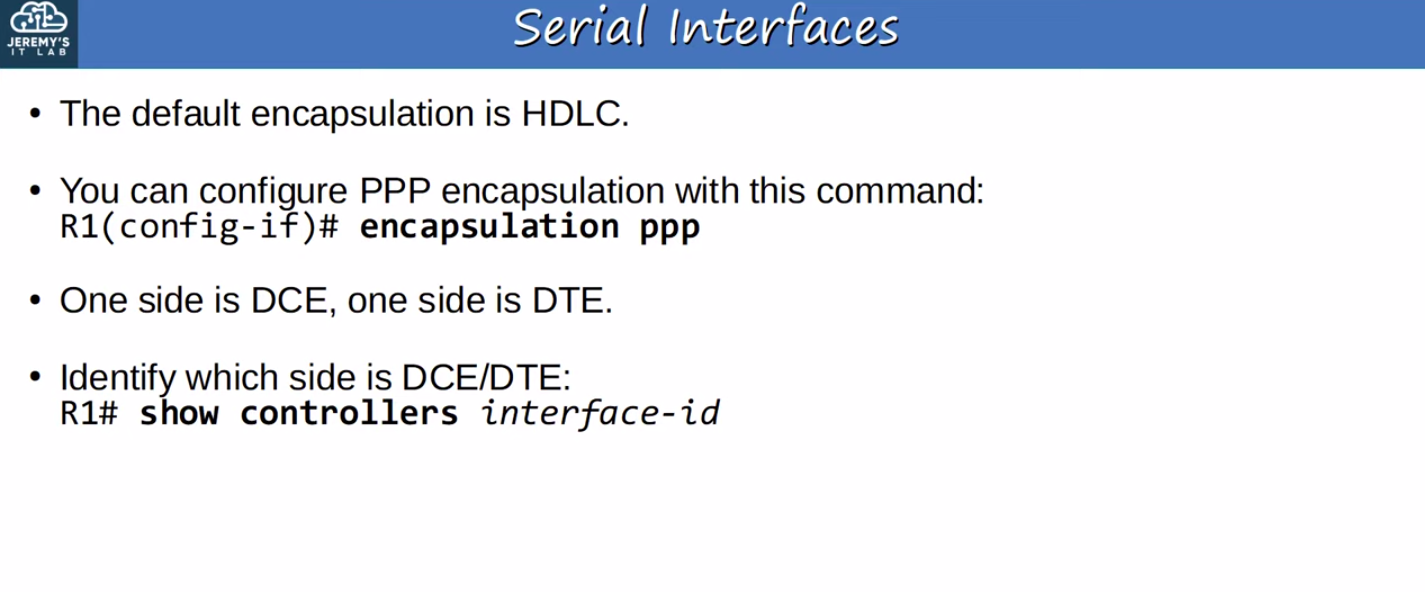 JEREMY'S
IT LAB
Serial Interfaces
• The default encapsulation is HDLC.
• You can configure PPP encapsulation with this command:
R1(config-if)# encapsulation ppp
• One side is DCE, one side is DTE.
• Identify which side is DCE/DTE:
R1# show controllers interface-id